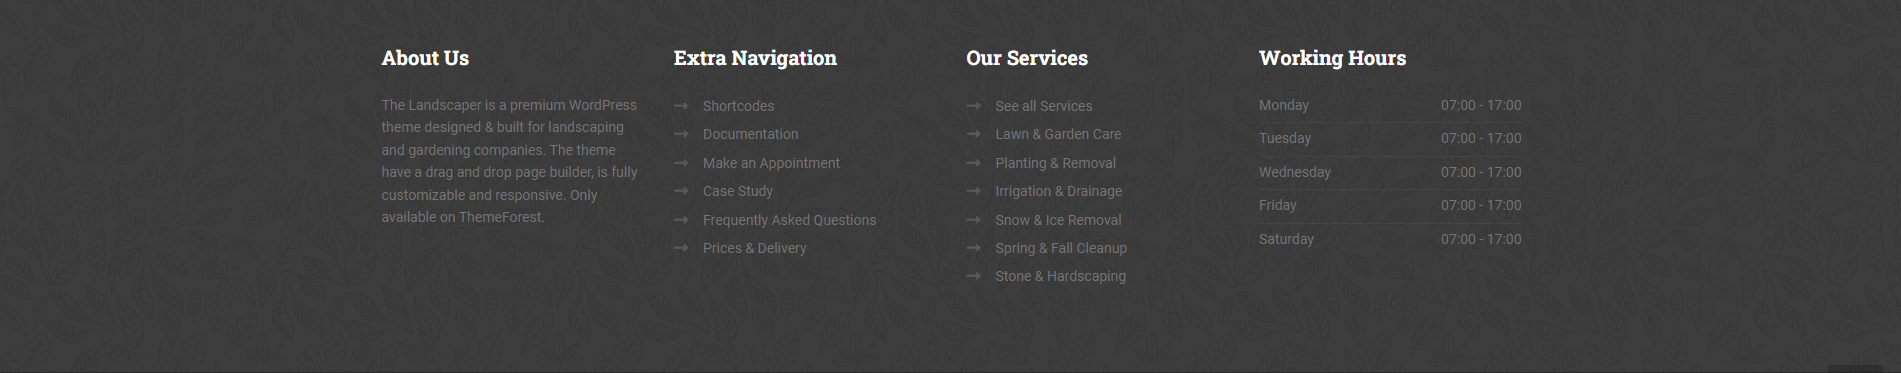 About Us
The Landscaper is a premium WordPress
theme designed & built for landscaping
and gardening companies. The theme
have a drag and drop page builder, is fully
customizable and responsive. Only
available on ThemeForest.
Extra Navigation
Shortcodes
Documentation
Make an Appointment
Case Study
Frequently Asked Questions
Prices & Delivery
Our Services
See all Services
Lawn & Garden Care
Planting & Removal
Irrigation & Drainage
Snow & Ice Removal
Spring & Fall Cleanup
Stone & Hardscaping
Working Hours
Monday 07:00 - 17:00
Tuesday 07:00 - 17:00
Wednesday 07:00 - 17:00
Friday 07:00 - 17:00
Saturday 07:00 - 17:00